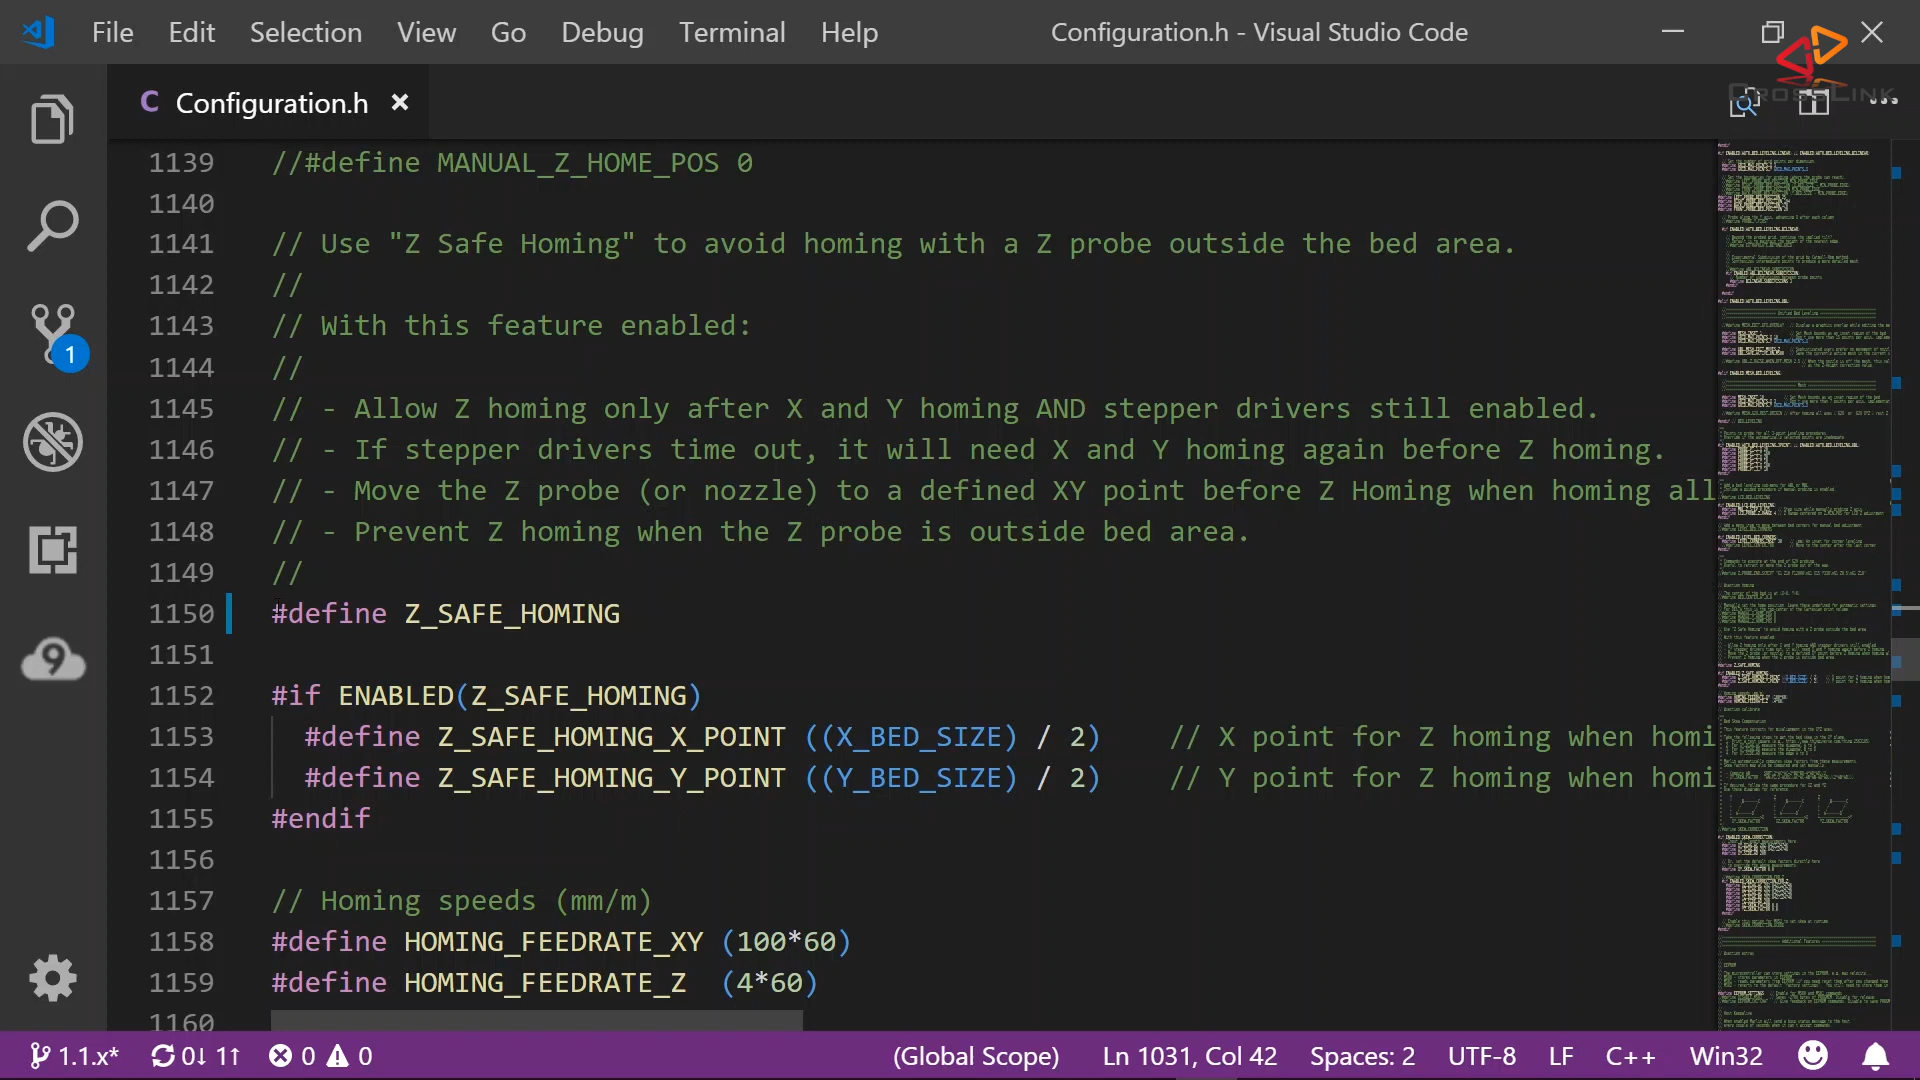 File Edit Selection View Go Debug Terminal Help Configuration.h - Visual Studio Code
C Configuration.h × CROSSLINK
1139 //#define MANUAL_Z_HOME_POS 0
1140
1141 // Use "Z Safe Homing" to avoid homing with a Z probe outside the bed area.
1142 //
1143 // With this feature enabled:
1144 //
1145 // - Allow Z homing only after X and Y homing AND stepper drivers still enabled.
1146 // - If stepper drivers time out, it will need X and Y homing again before Z homing.
1147 // - Move the Z probe (or nozzle) to a defined XY point before Z Homing when homing all
1148 // - Prevent Z homing when the Z probe is outside bed area.
1149 //
1150 #define Z_SAFE_HOMING
1151
1152 #if ENABLED(Z_SAFE_HOMING)
1153 #define Z_SAFE_HOMING_X_POINT ((X_BED_SIZE) / 2) // X point for Z homing when homi
1154 #define Z_SAFE_HOMING_Y_POINT ((Y_BED_SIZE) / 2) // Y point for Z homing when homi
1155 #endif
1156
1157 // Homing speeds (mm/m)
1158 #define HOMING_FEEDRATE_XY (100*60)
1159 #define HOMING_FEEDRATE_Z (4*60)
1160
1
9
1.1.x* 0↓ 1↑ 0 0 (Global Scope) Ln 1031, Col 42 Spaces: 2 UTF-8 LF C++ Win32